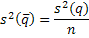 s²(q̅) = s²(q)/n